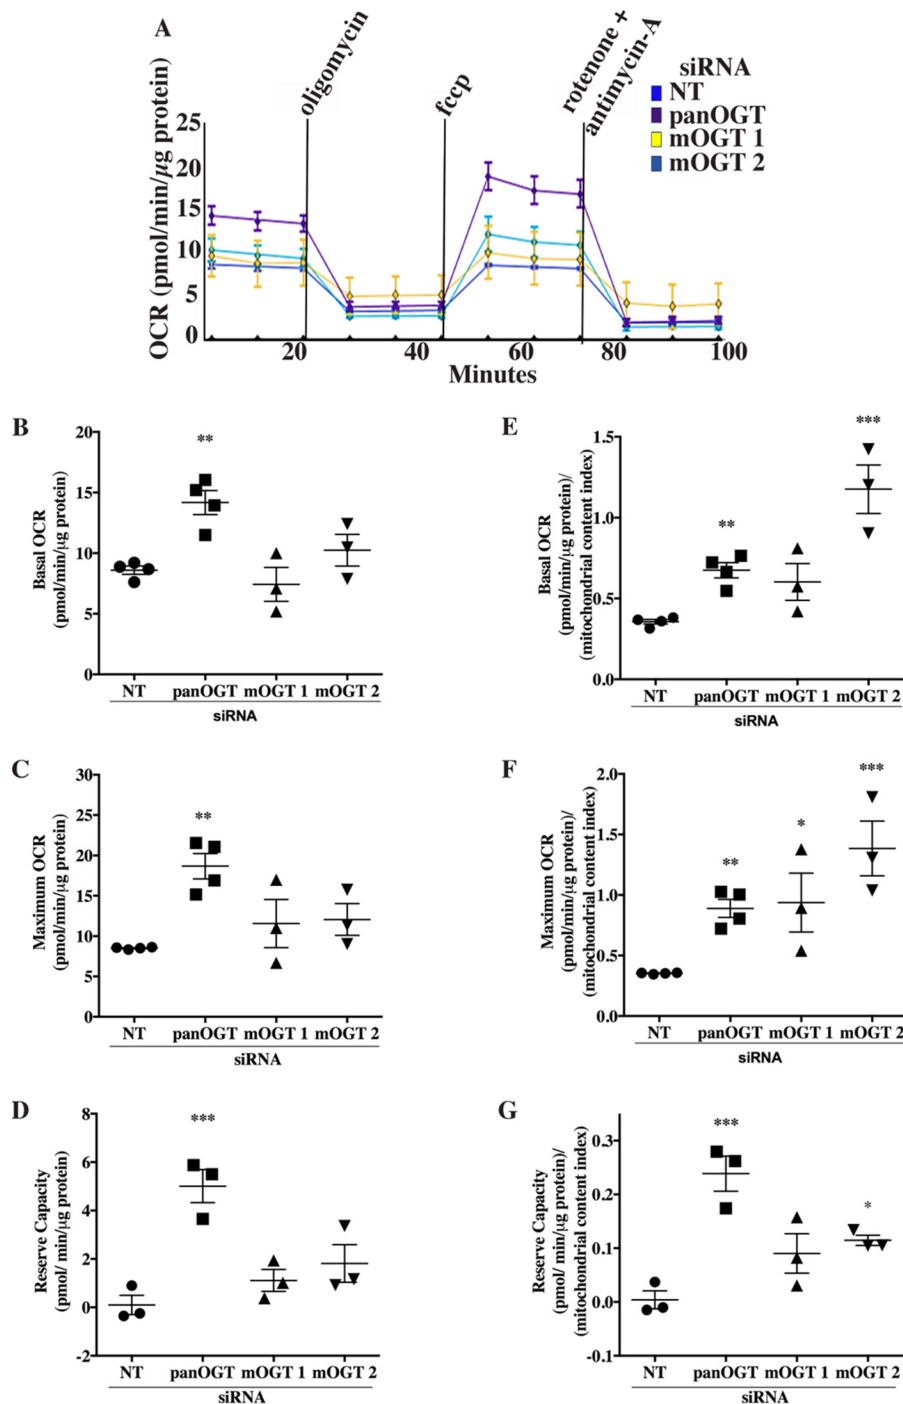 A
oligomycin
fccp
rotenone +
antimycin-A
siRNA
NT
panOGT
mOGT 1
mOGT 2
OCR (pmol/min/µg protein)
25
20
15
10
5
0
20 40 60 80 100
Minutes
B
Basal OCR
(pmol/min/µg protein)
20
15
10
5
0
**
NT panOGT mOGT 1 mOGT 2
siRNA
E
Basal OCR
(pmol/min/µg protein)/
(mitochondrial content index)
1.5
1.0
0.5
0.0
**
***
NT panOGT mOGT 1 mOGT 2
siRNA
C
Maximum OCR
(pmol/min/µg protein)
30
25
20
15
10
5
0
**
NT panOGT mOGT 1 mOGT 2
siRNA
F
Maximum OCR
(pmol/min/µg protein)/
(mitochondrial content index)
2.0
1.5
1.0
0.5
0.0
**
*
***
NT panOGT mOGT 1 mOGT 2
siRNA
D
Reserve Capacity
(pmol/ min/µg protein)
8
6
4
2
0
-2
***
NT panOGT mOGT 1 mOGT 2
siRNA
G
Reserve Capacity
(pmol/ min/µg protein)/
(mitochondrial content index)
0.3
0.2
0.1
0.0
-0.1
***
*
NT panOGT mOGT 1 mOGT 2
siRNA